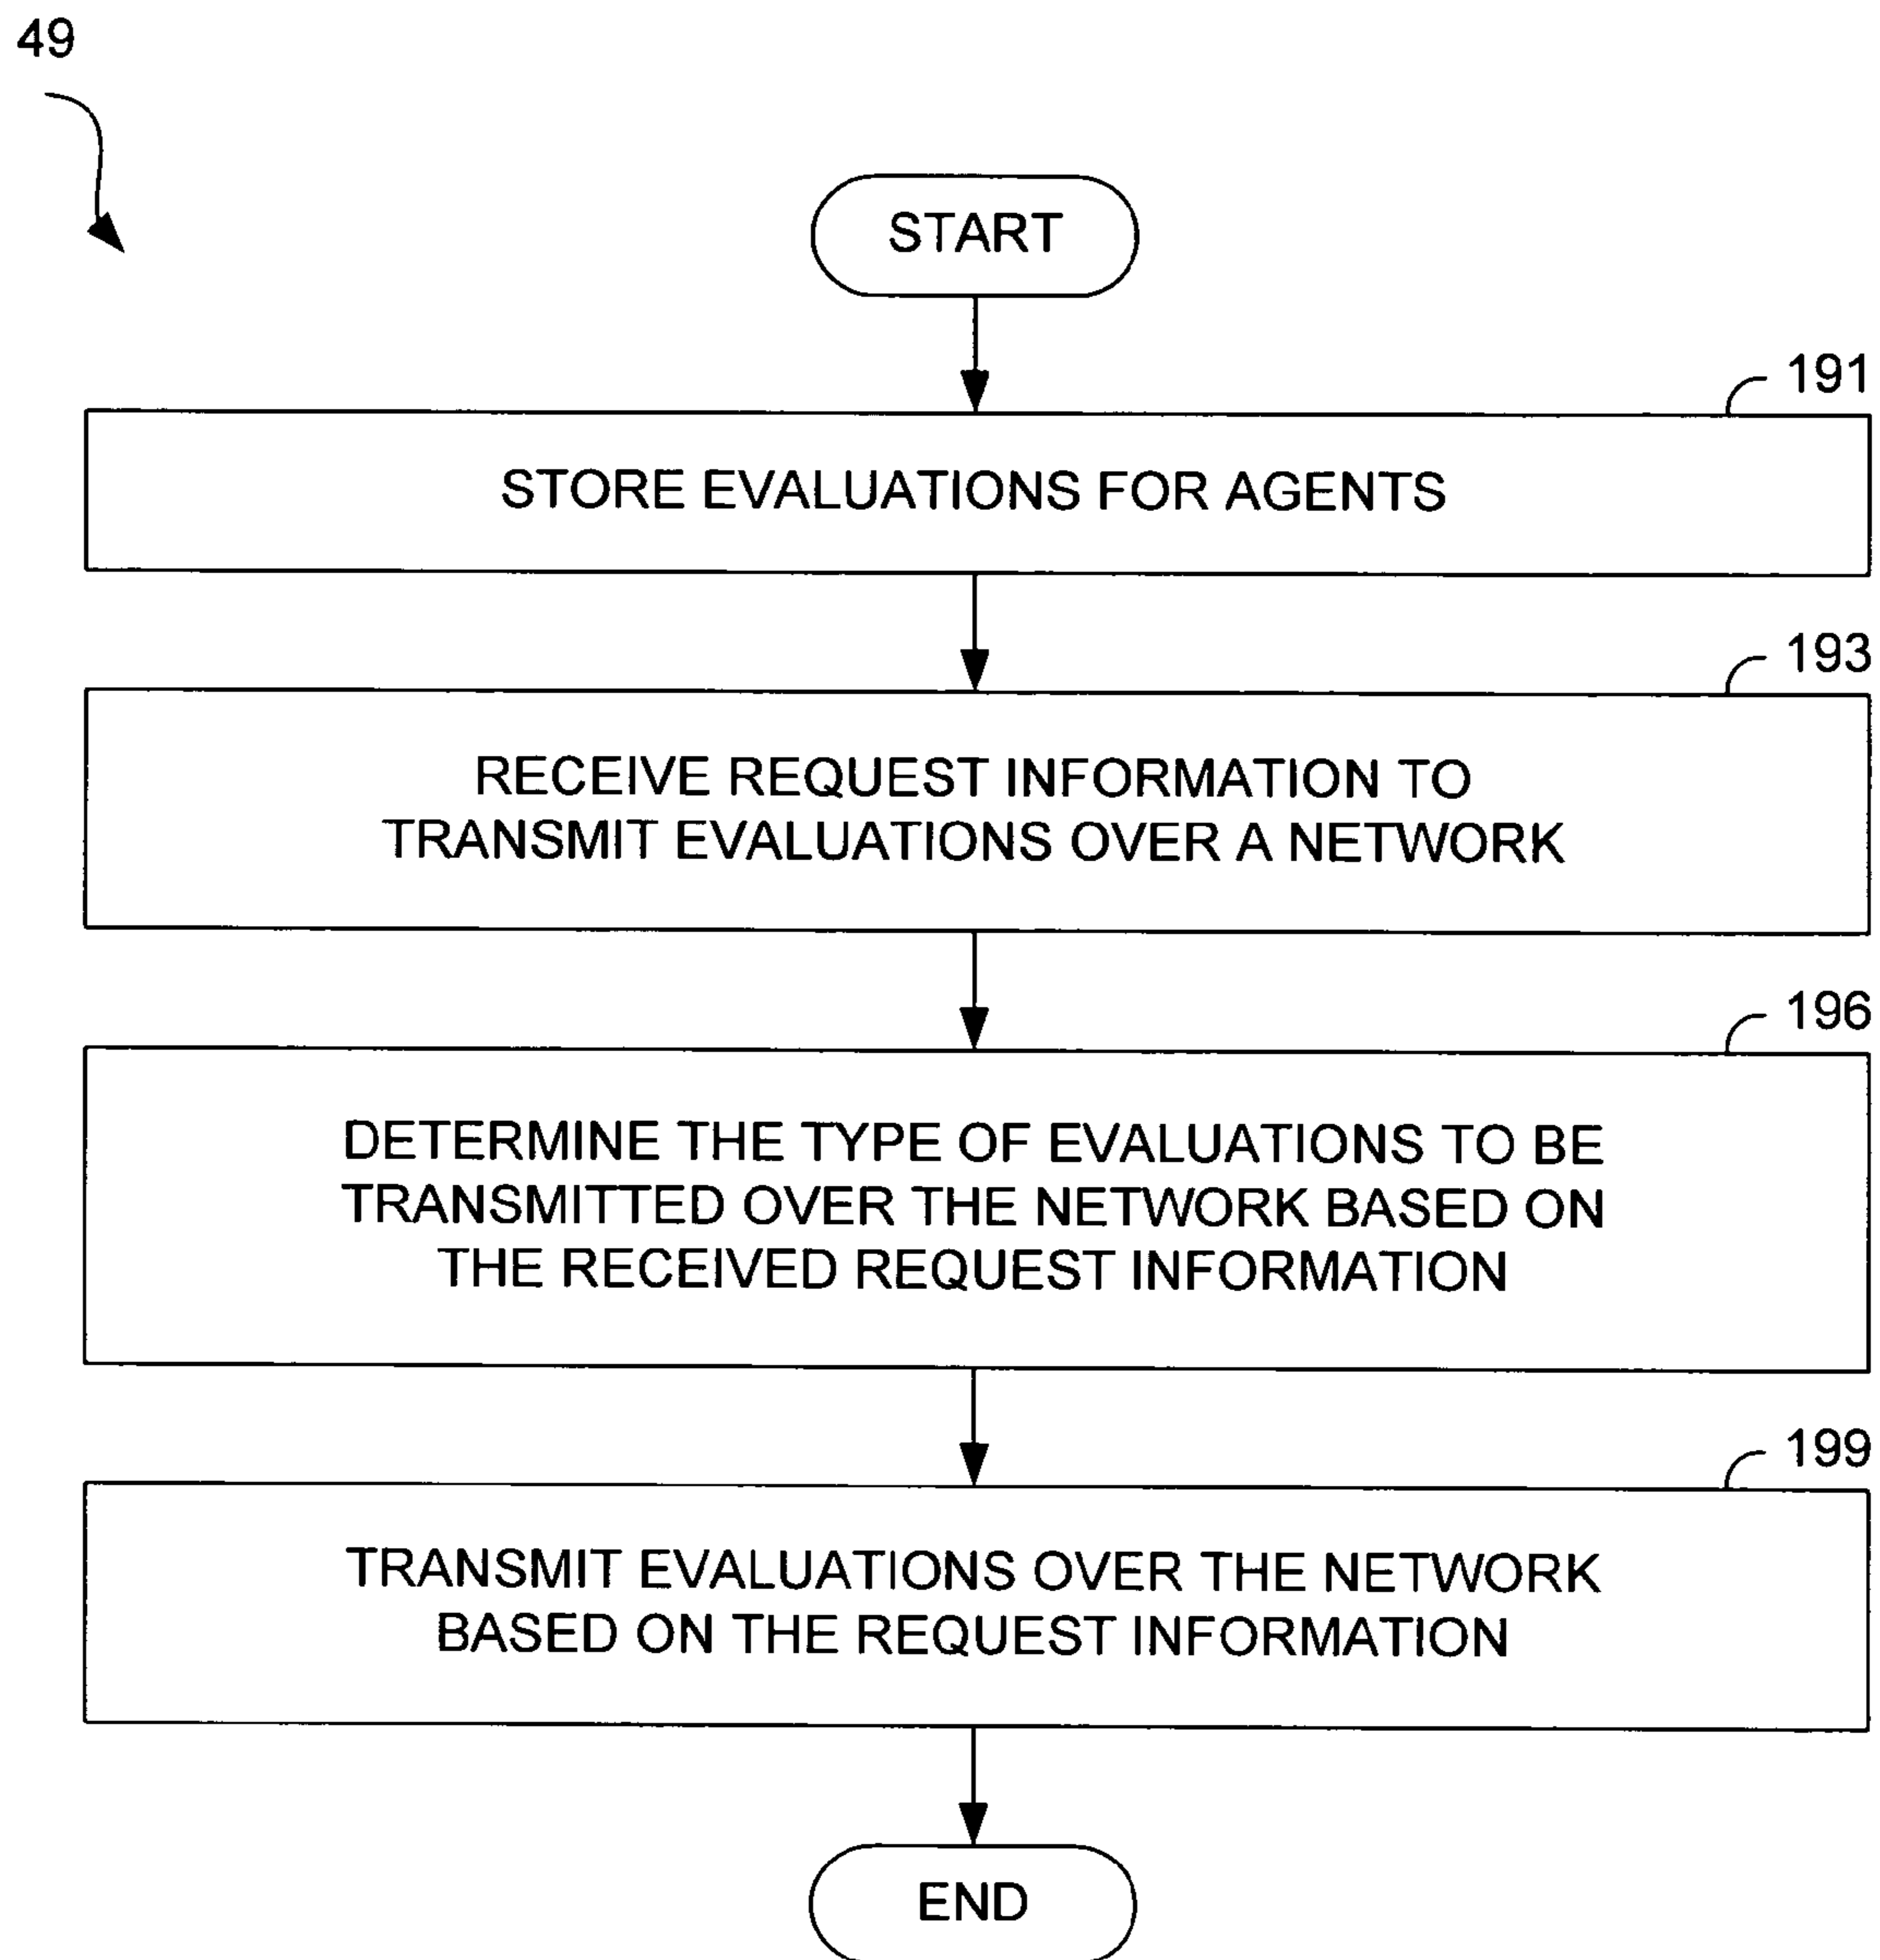 49
START
191
STORE EVALUATIONS FOR AGENTS
193
RECEIVE REQUEST INFORMATION TO
TRANSMIT EVALUATIONS OVER A NETWORK
196
DETERMINE THE TYPE OF EVALUATIONS TO BE
TRANSMITTED OVER THE NETWORK BASED ON
THE RECEIVED REQUEST INFORMATION
199
TRANSMIT EVALUATIONS OVER THE NETWORK
BASED ON THE REQUEST INFORMATION
END